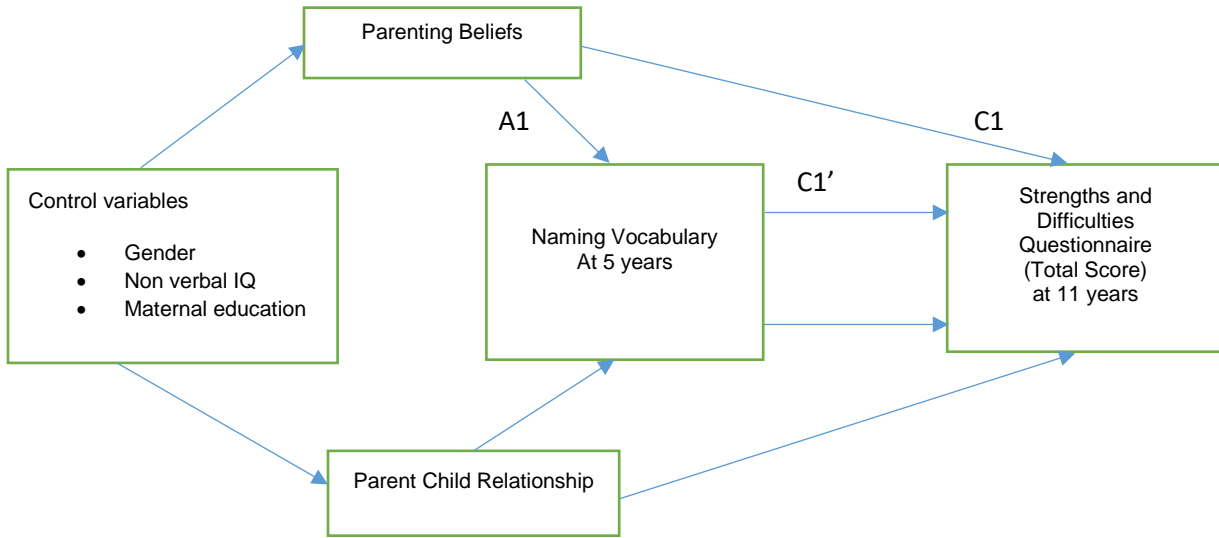 Parenting Beliefs
A1
C1
Control variables
• Gender
• Non verbal IQ
• Maternal education
Naming Vocabulary
At 5 years
C1’
Strengths and
Difficulties
Questionnaire
(Total Score)
at 11 years
Parent Child Relationship